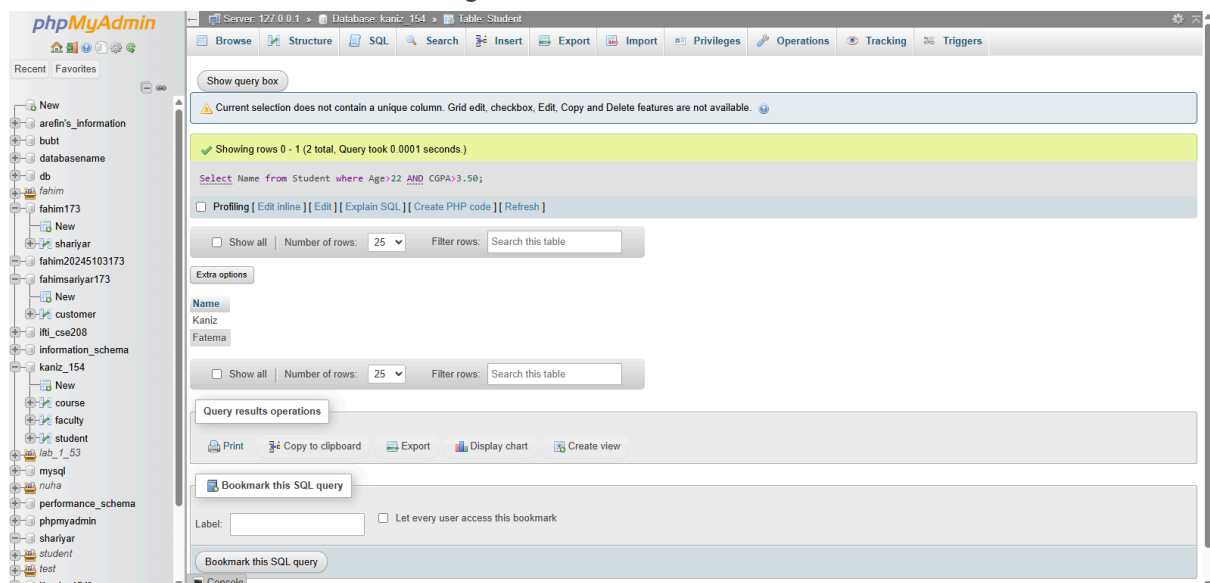 phpMyAdmin
Recent Favorites
New
arefin's_information
bubt
databasename
db
fahim
fahim173
New
shariyar
fahim20245103173
fahimsariyar173
New
customer
ifti_cse208
information_schema
kaniz_154
New
course
faculty
student
lab_1_53
mysql
nuha
performance_schema
phpmyadmin
shariyar
student
test
Server: 127.0.0.1 » Database: kaniz_154 » Table: Student
Browse Structure SQL Search Insert Export Import Privileges Operations Tracking Triggers
Show query box
Current selection does not contain a unique column. Grid edit, checkbox, Edit, Copy and Delete features are not available.
Showing rows 0 - 1 (2 total, Query took 0.0001 seconds.)
Select Name from Student where Age>22 AND CGPA>3.50;
Profiling [ Edit inline ] [ Edit ] [ Explain SQL ] [ Create PHP code ] [ Refresh ]
Show all | Number of rows: 25 Filter rows: Search this table
Extra options
Name
Kaniz
Fatema
Show all | Number of rows: 25 Filter rows: Search this table
Query results operations
Print Copy to clipboard Export Display chart Create view
Bookmark this SQL query
Label: Let every user access this bookmark
Bookmark this SQL query
Console